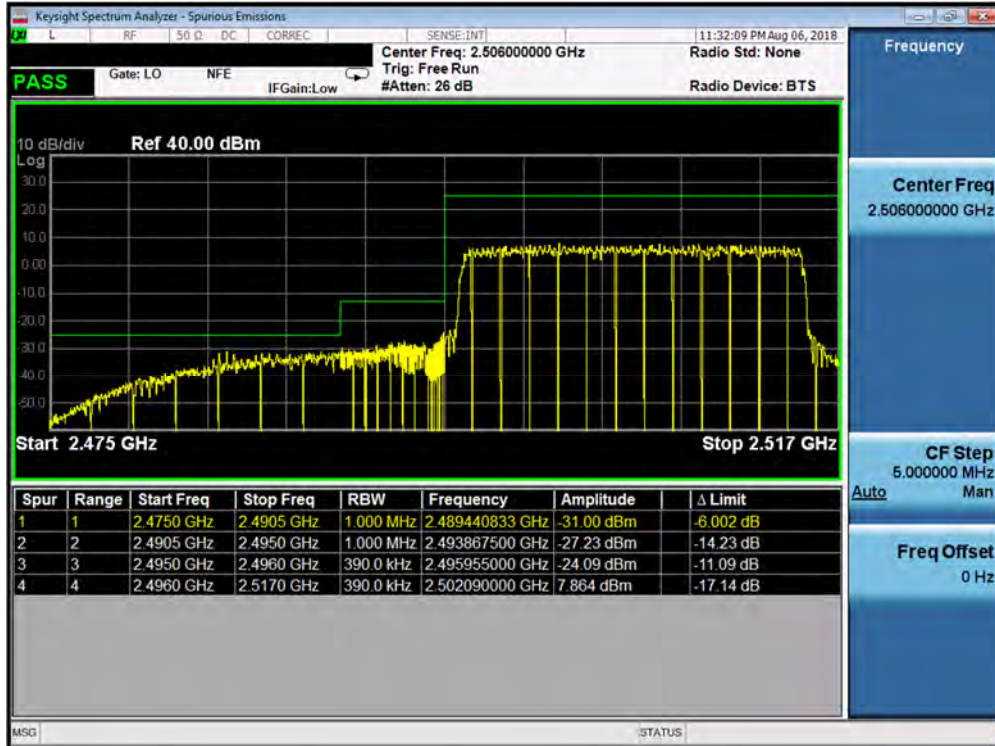 Keysight Spectrum Analyzer - Spurious Emissions
L RF 50 Ω DC CORREC SENSE:INT 11:32:09 PM Aug 06, 2018
Center Freq: 2.506000000 GHz Radio Std: None
PASS Gate: LO NFE Trig: Free Run
IFGain:Low #Atten: 26 dB Radio Device: BTS
10 dB/div Ref 40.00 dBm
Log
30.0
20.0
10.0
0.00
-10.0
-20.0
-30.0
-40.0
-50.0
Start 2.475 GHz Stop 2.517 GHz
Spur Range Start Freq Stop Freq RBW Frequency Amplitude Δ Limit
1 1 2.4750 GHz 2.4905 GHz 1.000 MHz 2.489440833 GHz -31.00 dBm -6.002 dB
2 2 2.4905 GHz 2.4950 GHz 1.000 MHz 2.493867500 GHz -27.23 dBm -14.23 dB
3 3 2.4950 GHz 2.4960 GHz 390.0 kHz 2.495955000 GHz -24.09 dBm -11.09 dB
4 4 2.4960 GHz 2.5170 GHz 390.0 kHz 2.502090000 GHz 7.864 dBm -17.14 dB
MSG STATUS
Frequency
Center Freq
2.506000000 GHz
CF Step
5.000000 MHz
Auto Man
Freq Offset
0 Hz